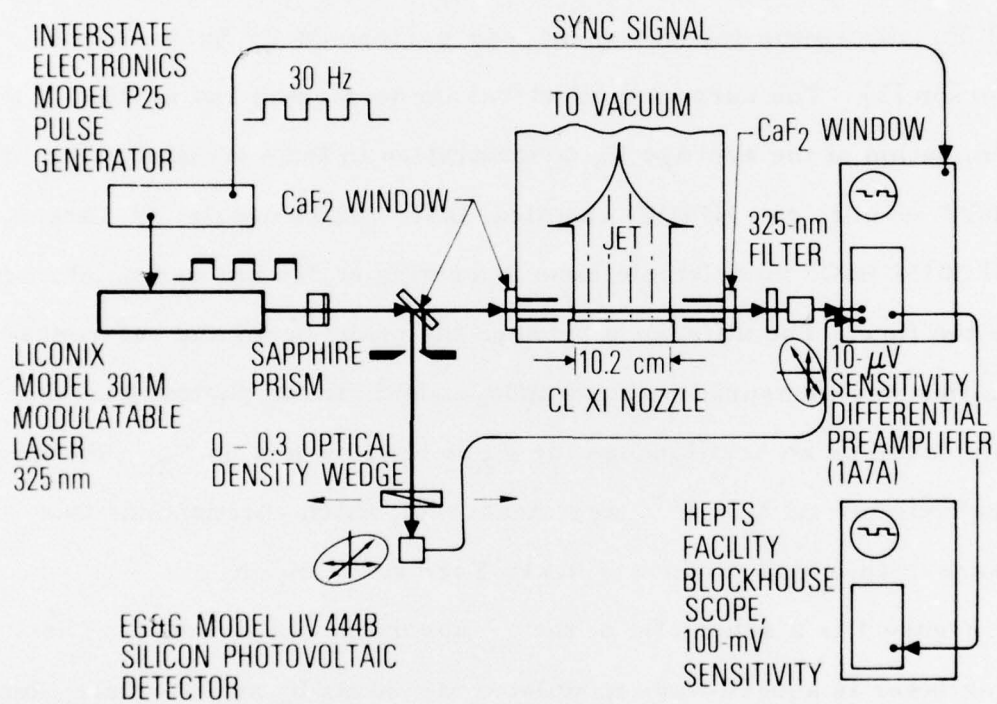 INTERSTATE
ELECTRONICS
MODEL P25
PULSE
GENERATOR
30 Hz
SYNC SIGNAL
TO VACUUM
CaF₂ WINDOW
CaF₂ WINDOW
JET
325-nm
FILTER
LICONIX
MODEL 301M
MODULATABLE
LASER
325 nm
SAPPHIRE
PRISM
10.2 cm
CL XI NOZZLE
10-μV
SENSITIVITY
DIFFERENTIAL
PREAMPLIFIER
(1A7A)
0 – 0.3 OPTICAL
DENSITY WEDGE
HEPTS
FACILITY
BLOCKHOUSE
SCOPE,
100-mV
SENSITIVITY
EG&G MODEL UV 444B
SILICON PHOTOVOLTAIC
DETECTOR